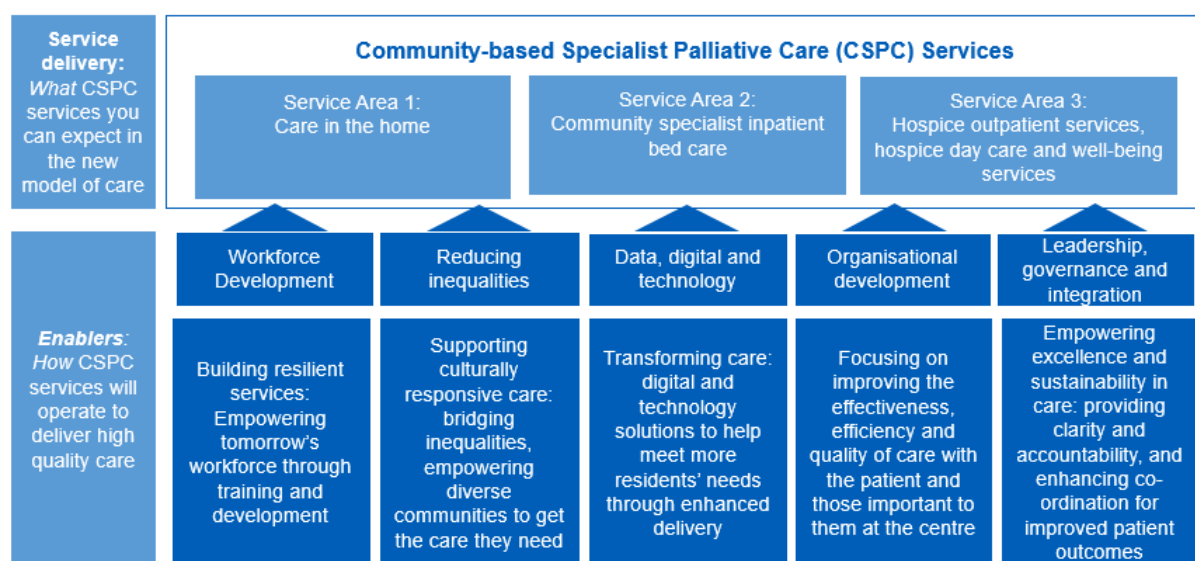 Service
delivery:
What CSPC
services you
can expect in
the new
model of care
Community-based Specialist Palliative Care (CSPC) Services
Service Area 1:
Care in the home
Service Area 2:
Community specialist inpatient
bed care
Service Area 3:
Hospice outpatient services,
hospice day care and well-being
services
Enablers:
How CSPC
services will
operate to
deliver high
quality care
Workforce
Development
Reducing
inequalities
Data, digital and
technology
Organisational
development
Leadership,
governance and
integration
Building resilient
services:
Empowering
tomorrow's
workforce through
training and
development
Supporting
culturally
responsive care:
bridging
inequalities,
empowering
diverse
communities to get
the care they need
Transforming care:
digital and
technology
solutions to help
meet more
residents' needs
through enhanced
delivery
Focusing on
improving the
effectiveness,
efficiency and
quality of care with
the patient and
those important to
them at the centre
Empowering
excellence and
sustainability in
care: providing
clarity and
accountability, and
enhancing co-
ordination for
improved patient
outcomes